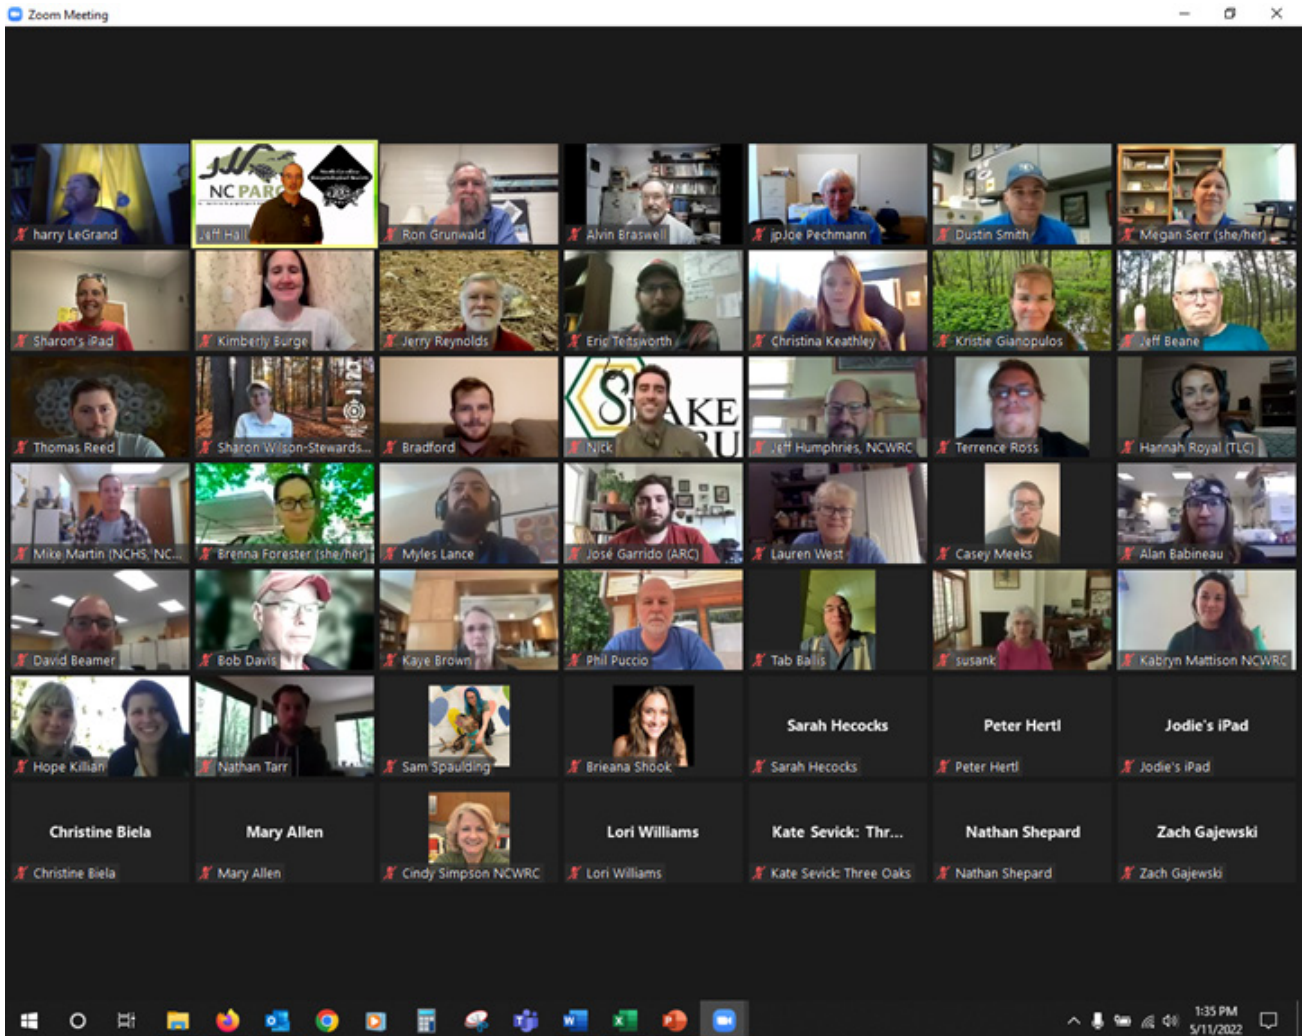 Zoom Meeting
NC PARC
harry LeGrand
Jeff Hall
Ron Grunwald
Alvin Braswell
jpJoe Pechmann
Dustin Smith
Megan Serr (she/her)
Sharon's iPad
Kimberly Burge
Jerry Reynolds
Eric Teitsworth
Christina Keathley
Kristie Gianopulos
Jeff Beane
SNAKE
RU
Thomas Reed
Sharon Wilson-Stewards...
Bradford
Nick
Jeff Humphries, NCWRC
Terrence Ross
Hannah Royal (TLC)
Mike Martin (NCHS, NC...
Brenna Forester (she/her)
Myles Lance
José Garrido (ARC)
Lauren West
Casey Meeks
Alan Babineau
David Beamer
Bob Davis
Kaye Brown
Phil Puccio
Tab Ballis
susank
Kabryn Mattison NCWRC
Sarah Hecocks
Peter Hertl
Jodie's iPad
Hope Killian
Nathan Tarr
Sam Spaulding
Brieana Shook
Sarah Hecocks
Peter Hertl
Jodie's iPad
Christine Biela
Mary Allen
Lori Williams
Kate Sevick: Thr...
Nathan Shepard
Zach Gajewski
Christine Biela
Mary Allen
Cindy Simpson NCWRC
Lori Williams
Kate Sevick: Three Oaks
Nathan Shepard
Zach Gajewski
1:35 PM
5/11/2022